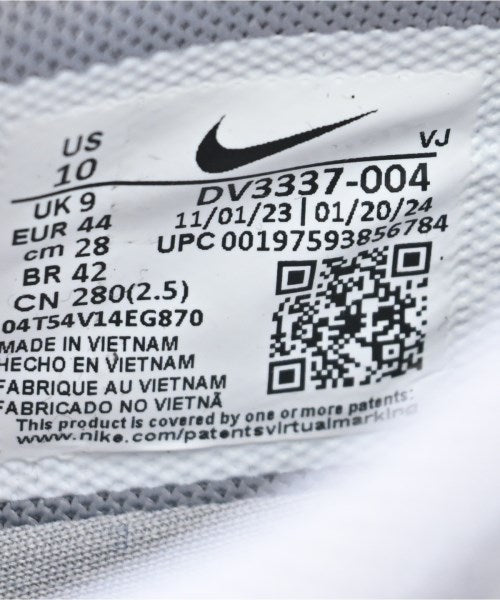 US
10
VJ
UK 9
DV3337-004
EUR 44
11/01/23 | 01/20/24
cm 28
UPC 00197593856784
BR 42
CN 280(2.5)
04T54V14EG870
MADE IN VIETNAM
HECHO EN VIETNAM
FABRIQUE AU VIETNAM
FABRICADO NO VIETNÃ
This product is covered by one or more patents:
www.nike.com/patentsvirtualmarking